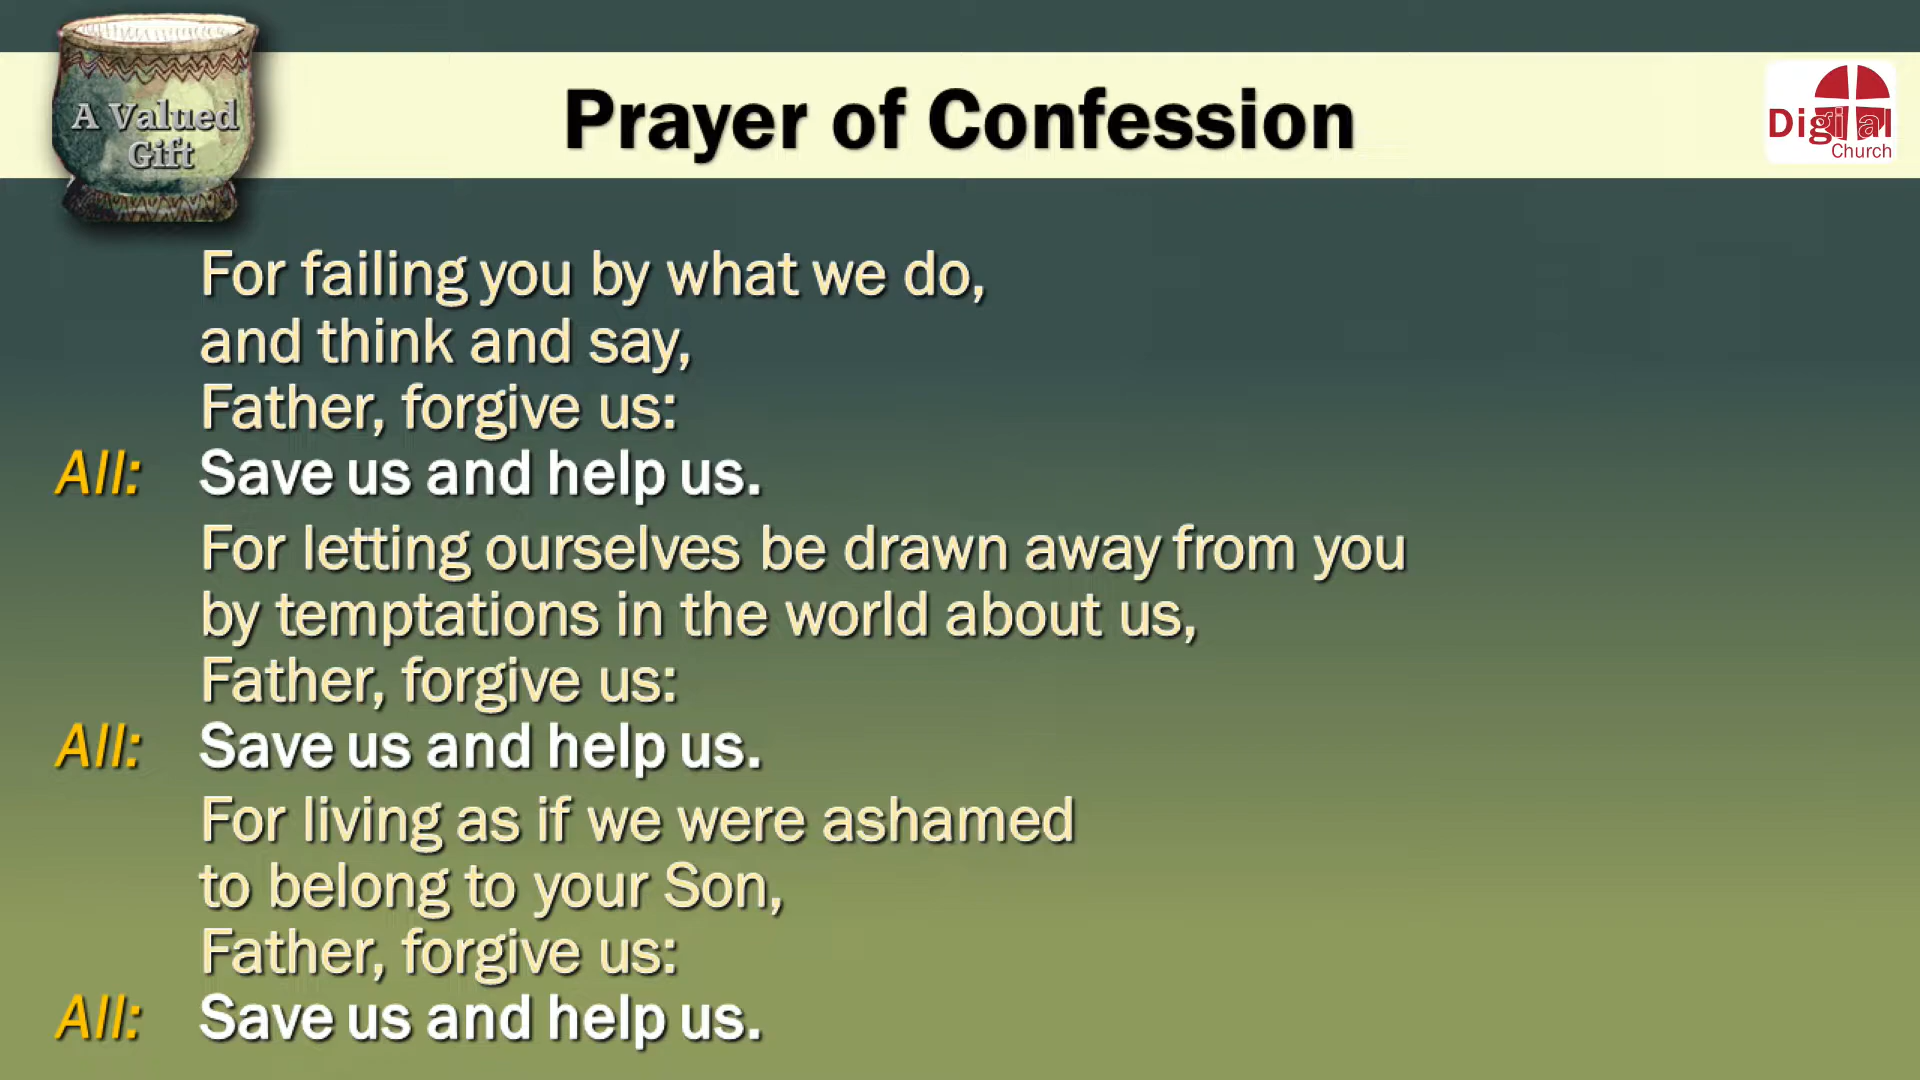 A Valued
Gift
Prayer of Confession
Digital
Church
For failing you by what we do,
and think and say,
Father, forgive us:
All: Save us and help us.
For letting ourselves be drawn away from you
by temptations in the world about us,
Father, forgive us:
All: Save us and help us.
For living as if we were ashamed
to belong to your Son,
Father, forgive us:
All: Save us and help us.